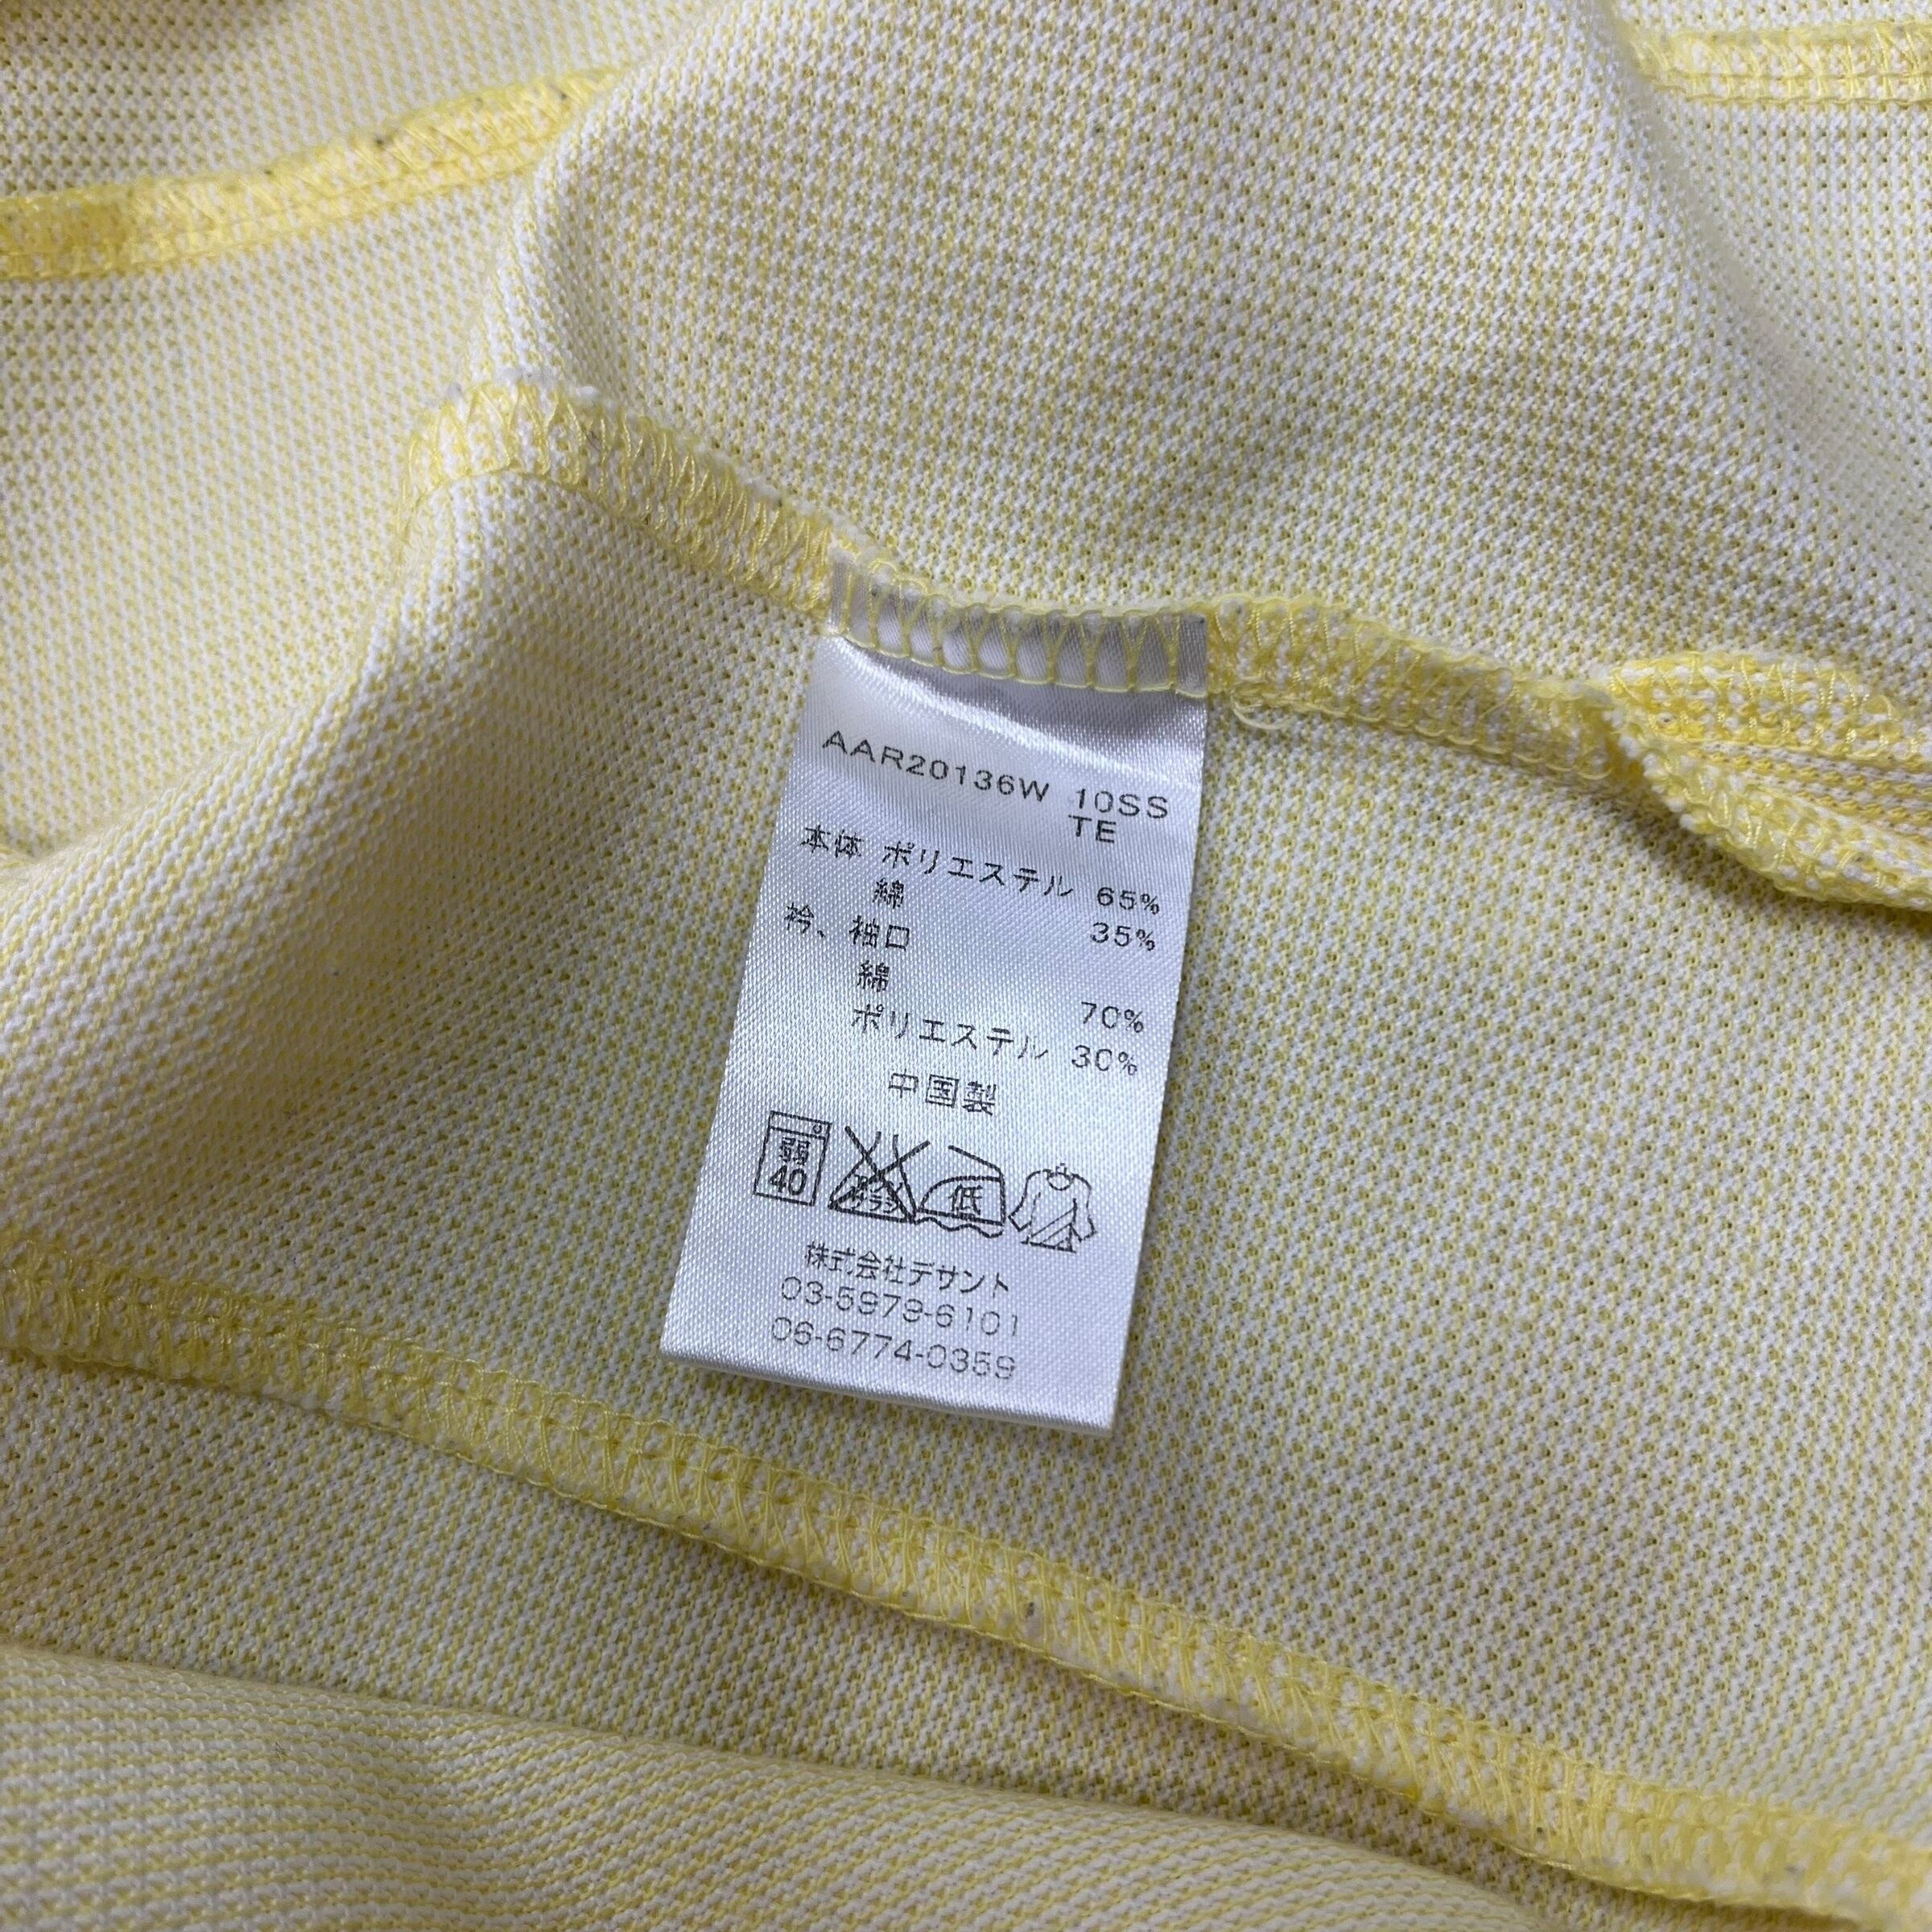 AAR20136W 10SS
TE
本体 ポリエステル 65%
綿 35%
衿、袖口
綿 70%
ポリエステル 30%
中国製
弱 40
低
株式会社デサント
03-5979-6101
06-6774-0359